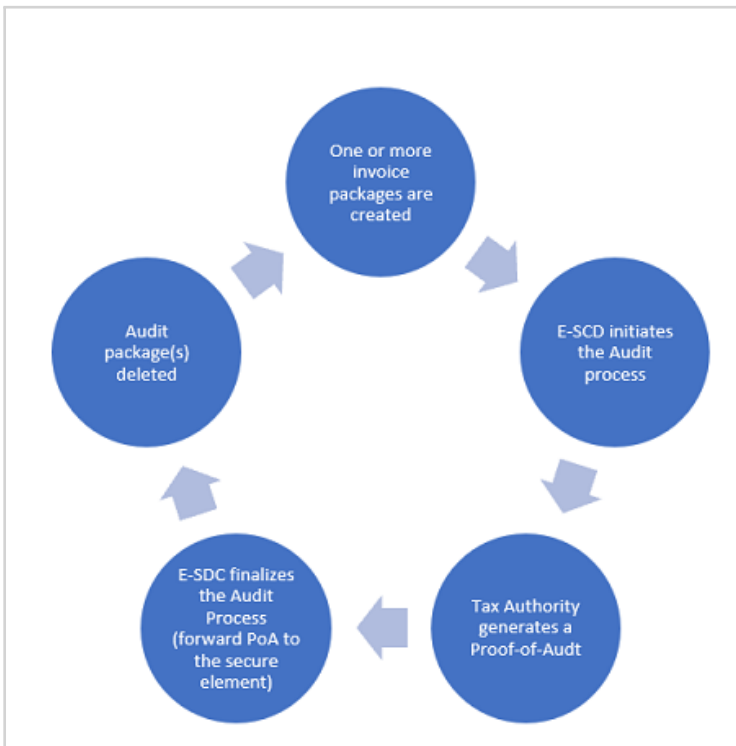 One or more
invoice
packages are
created
E-SCD initiates
the Audit
process
Tax Authority
generates a
Proof-of-Audt
E-SDC finalizes
the Audit
Process
(forward PoA to
the secure
element)
Audit
package(s)
deleted